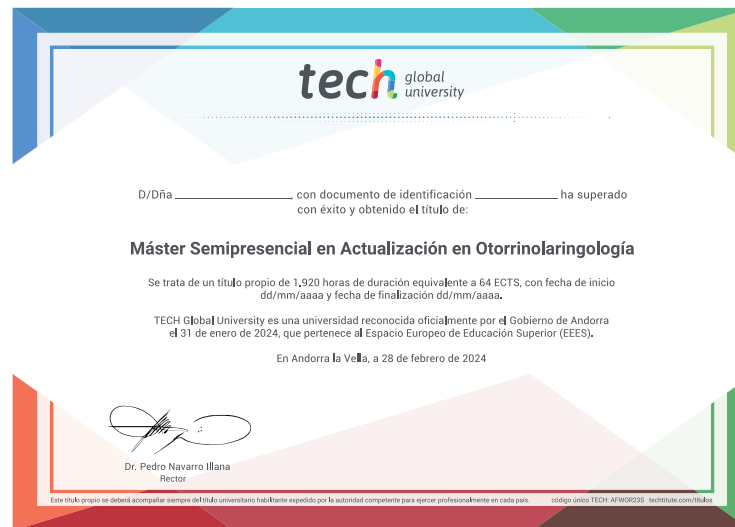 tech global university
D/Dña ______________, con documento de identificación __________ ha superado
con éxito y obtenido el título de:
Máster Semipresencial en Actualización en Otorrinolaringología
Se trata de un título propio de 1.920 horas de duración equivalente a 64 ECTS, con fecha de inicio
dd/mm/aaaa y fecha de finalización dd/mm/aaaa.
TECH Global University es una universidad reconocida oficialmente por el Gobierno de Andorra
el 31 de enero de 2024, que pertenece al Espacio Europeo de Educación Superior (EEES).
En Andorra la Vella, a 28 de febrero de 2024
Dr. Pedro Navarro Illana
Rector
Este título propio se deberá acompañar siempre del título universitario habilitante expedido por la autoridad competente para ejercer profesionalmente en cada país. código único TECH: AFWOR23S techtitute.com/titulos